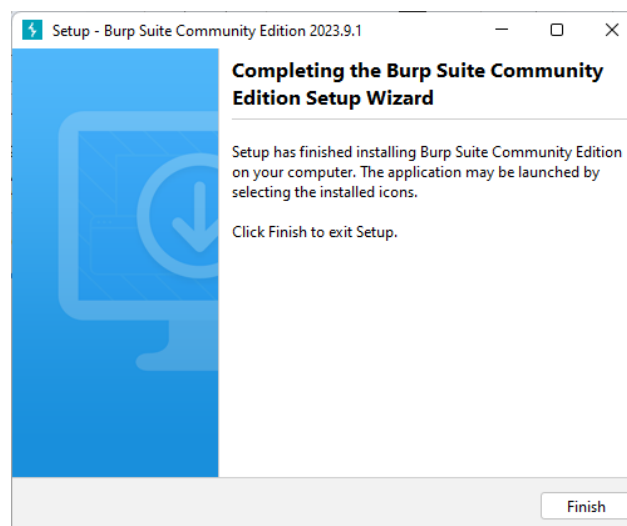 Setup - Burp Suite Community Edition 2023.9.1
Completing the Burp Suite Community
Edition Setup Wizard
Setup has finished installing Burp Suite Community Edition
on your computer. The application may be launched by
selecting the installed icons.
Click Finish to exit Setup.
Finish